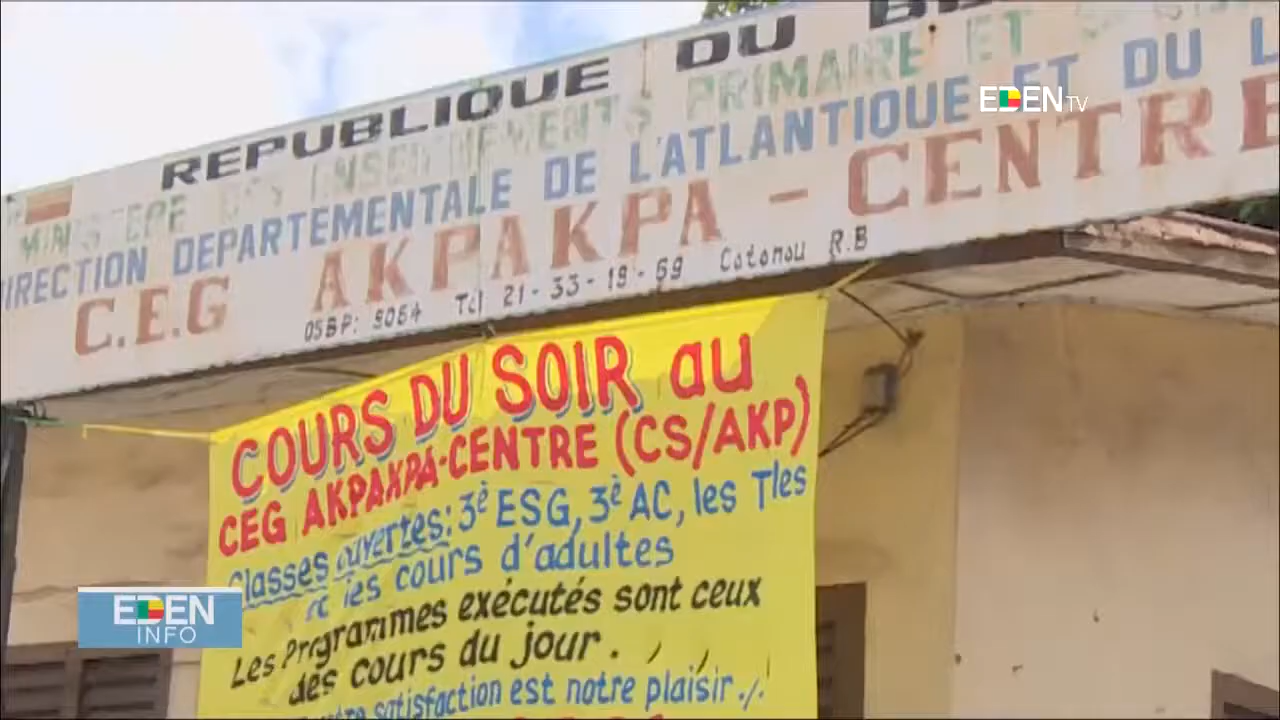 REPUBLIQUE DU
MINISTERE DES ENSEIGNEMENTS PRIMAIRE ET
DIRECTION DEPARTEMENTALE DE L'ATLANTIQUE ET DU
C.E.G AKPAKPA - CENTRE
05BP: 9064 Tel 21-33-19-69 Cotonou R.B
EDEN TV
COURS DU SOIR au
CEG AKPAKPA-CENTRE (CS/AKP)
Classes ouvertes: 3è ESG, 3è AC, les Tles
et les cours d'adultes
Les Programmes exécutés sont ceux
des cours du jour.
satisfaction est notre plaisir./.
EDEN
INFO